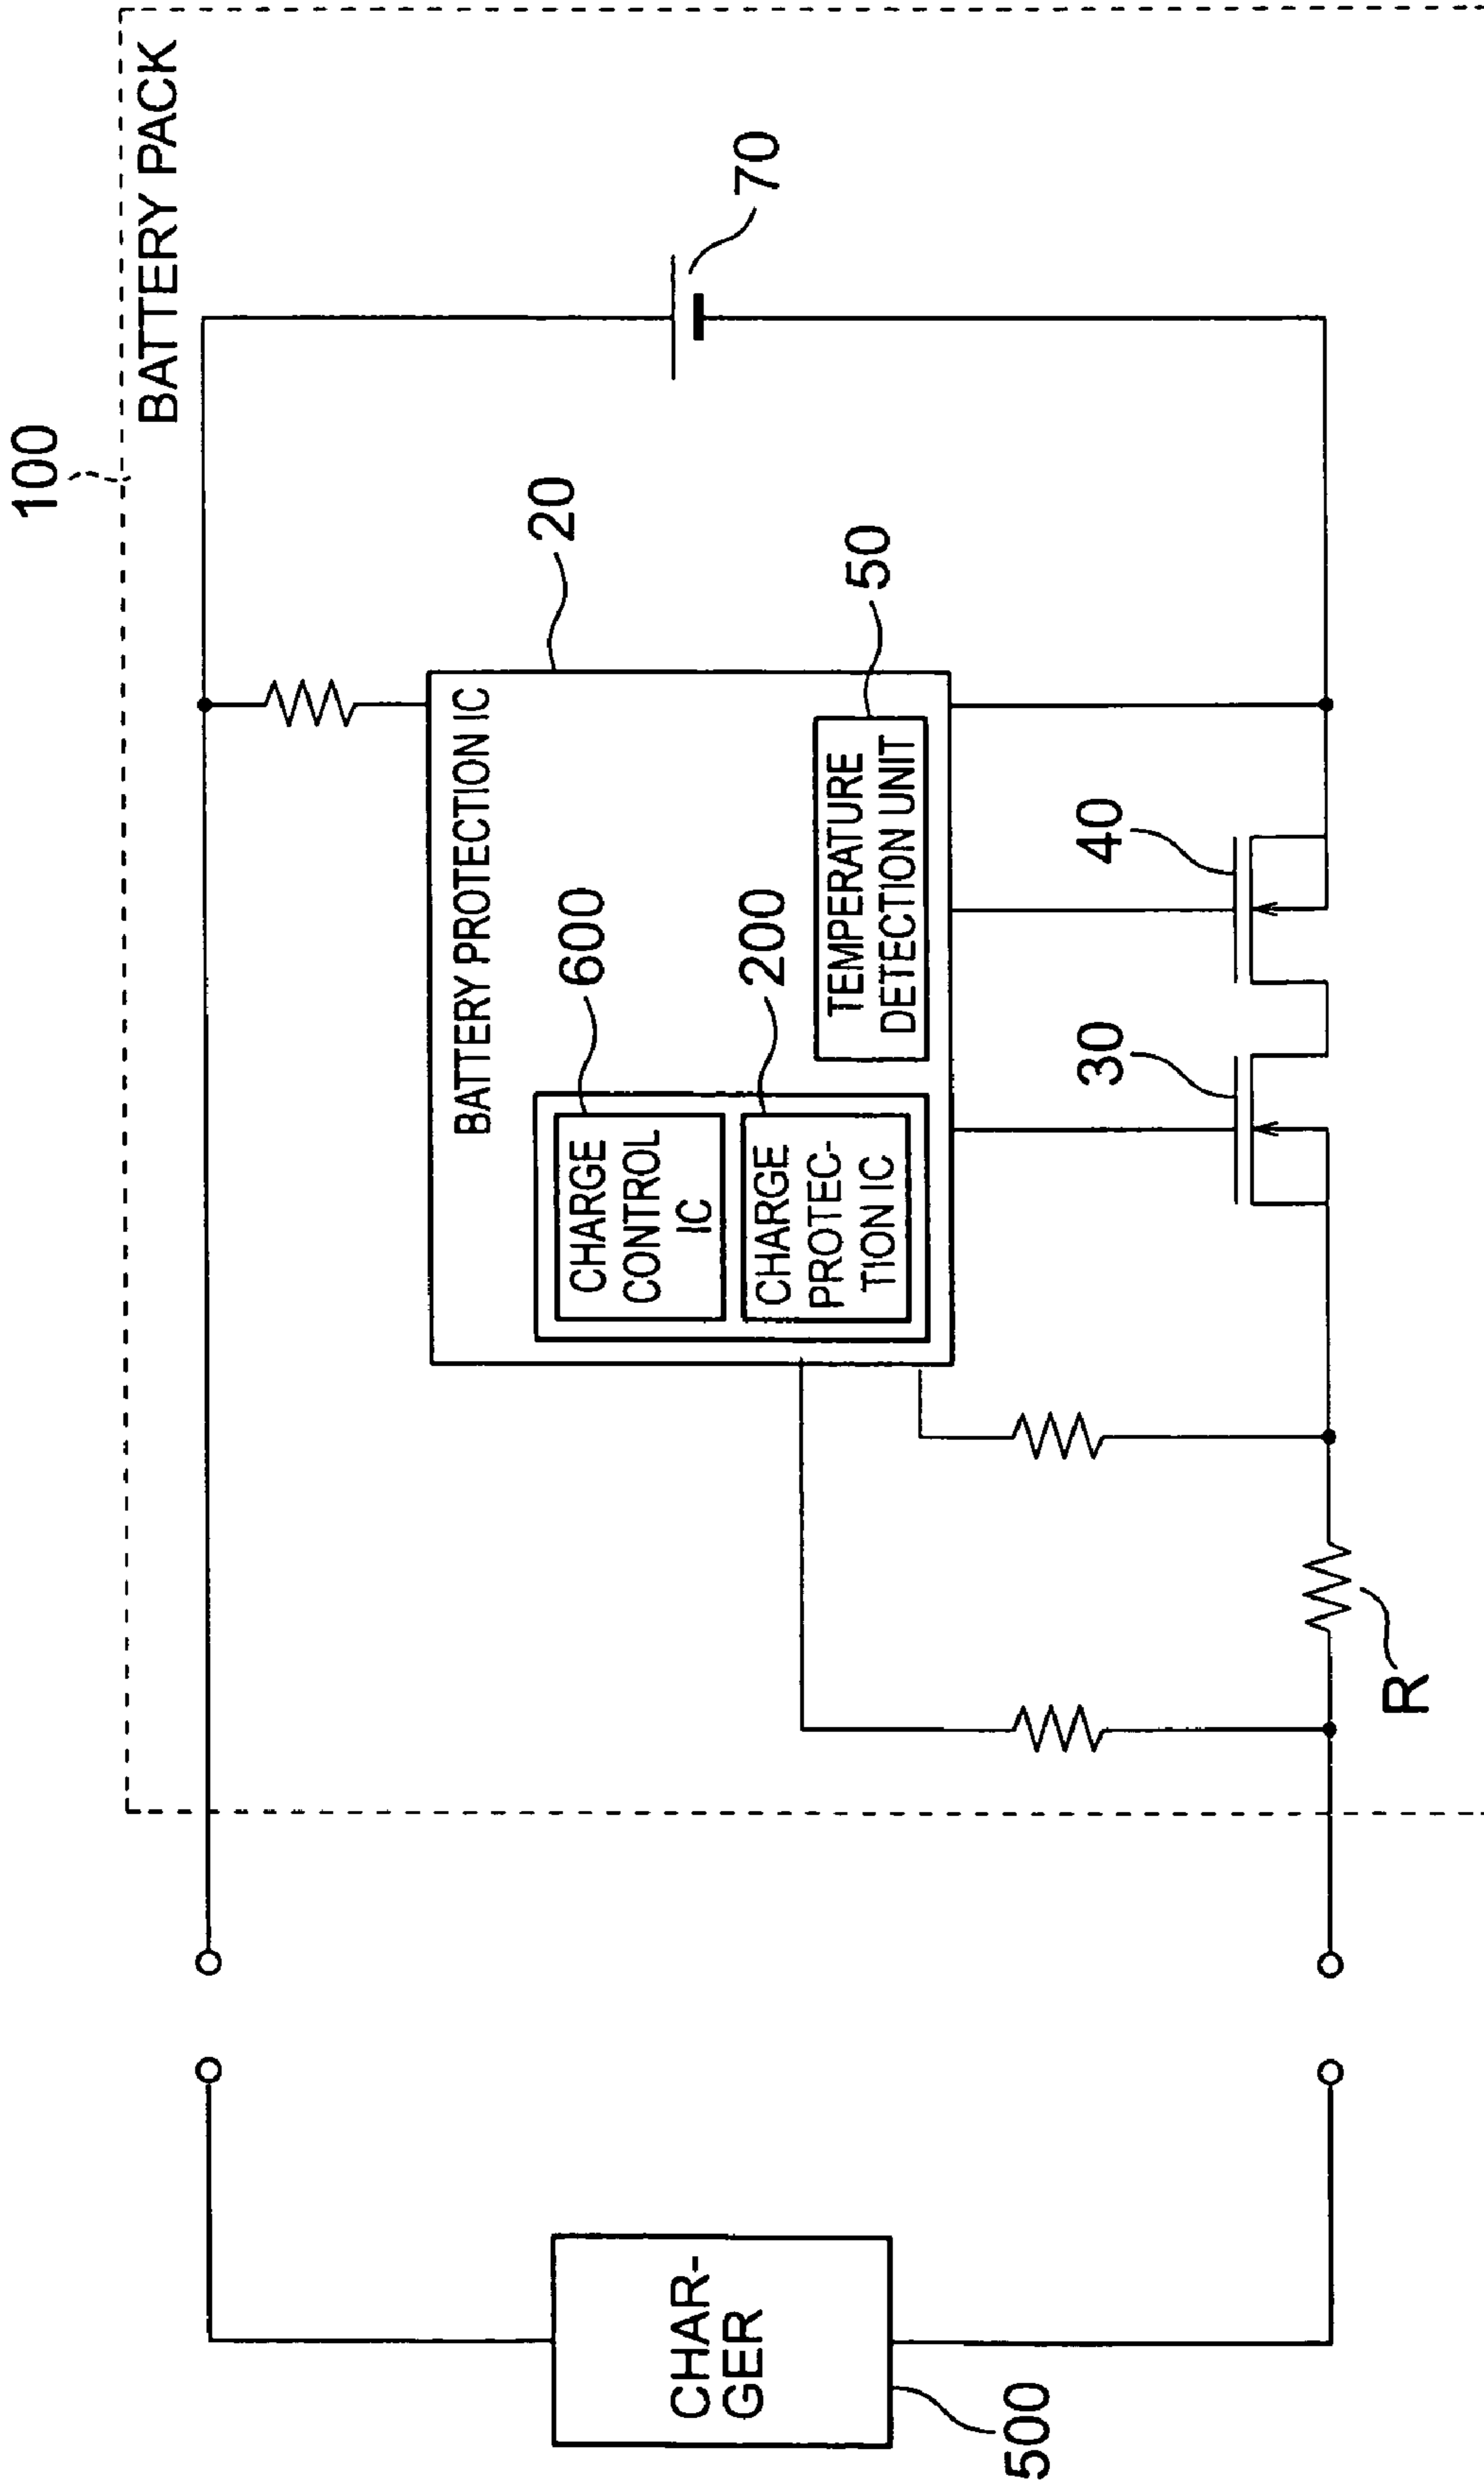 100
BATTERY PACK
70
20
BATTERY PROTECTION IC
50
TEMPERATURE
DETECTION UNIT
600
CHARGE
CONTROL
IC
200
CHARGE
PROTEC-
TION IC
40
30
R
CHAR-
GER
500